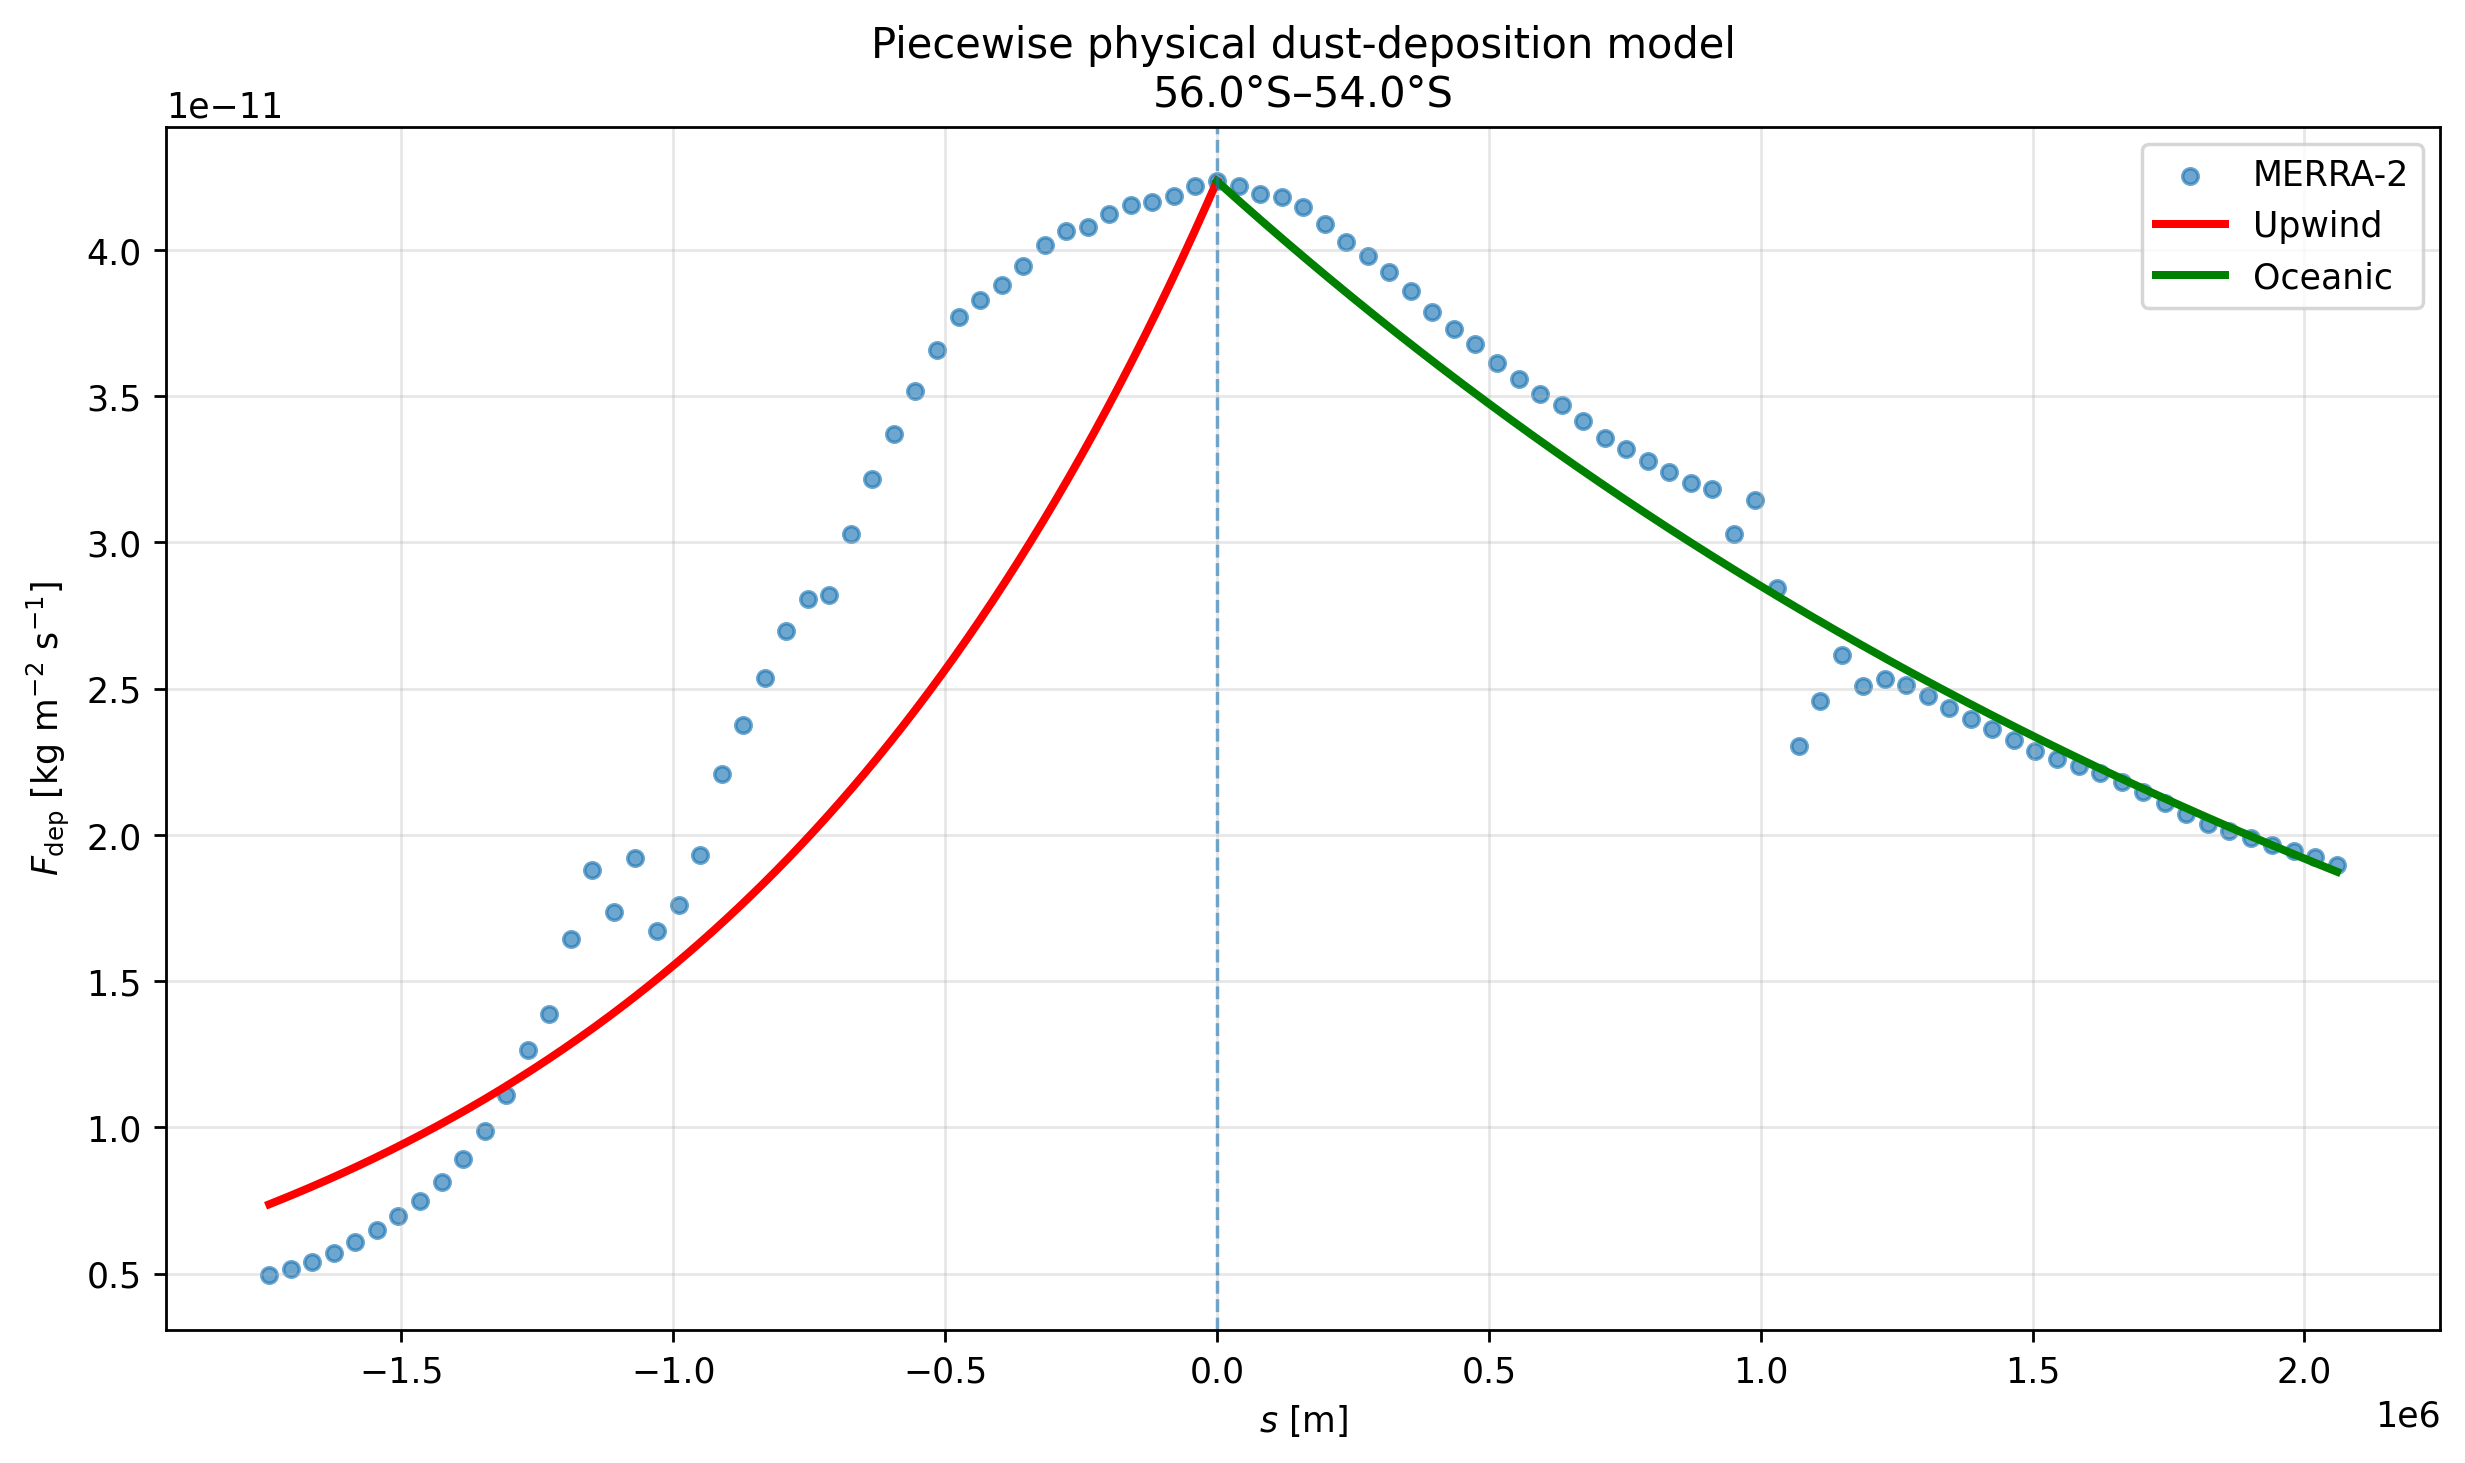 Piecewise physical dust-deposition model
56.0°S–54.0°S
1e−11
MERRA-2
Upwind
Oceanic
4.0
3.5
3.0
2.5
2.0
1.5
1.0
0.5
F_dep [kg m⁻² s⁻¹]
−1.5 −1.0 −0.5 0.0 0.5 1.0 1.5 2.0
1e6
s [m]